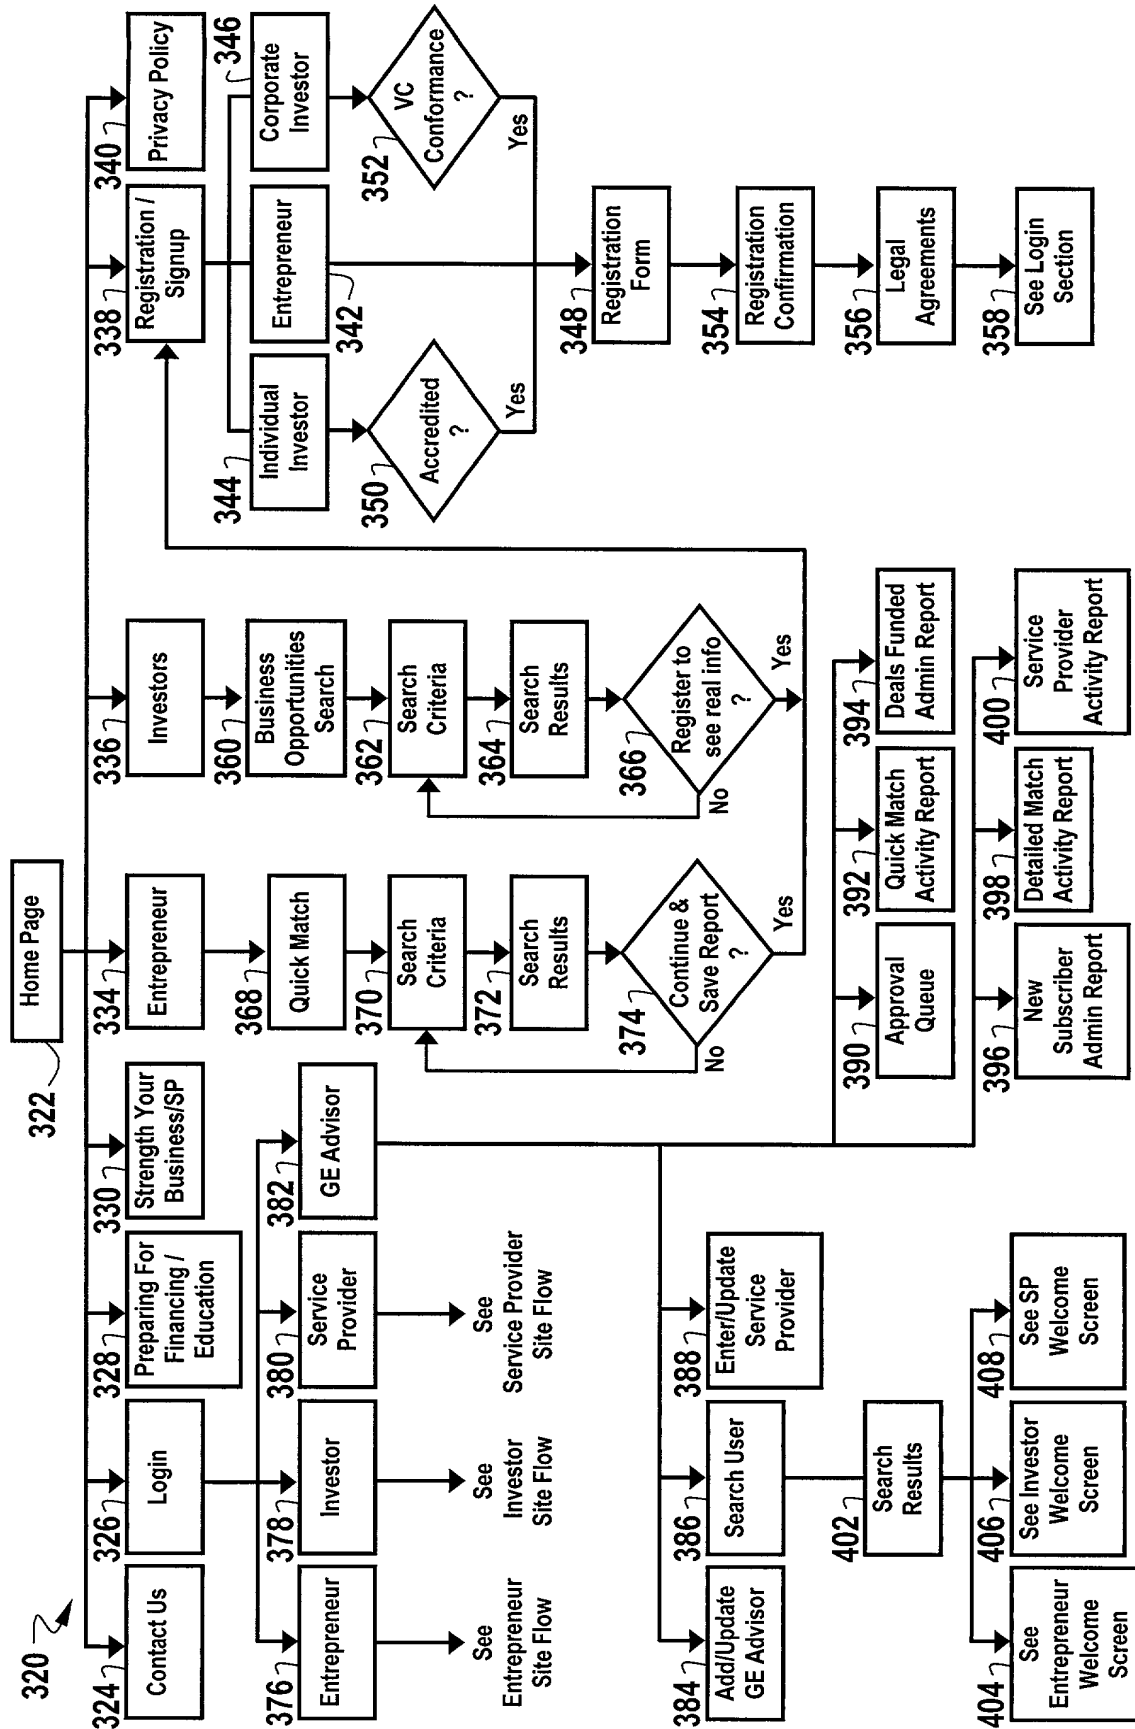 320
Home Page
322
Contact Us
324
Login
326
Preparing For
Financing /
Education
328
Strength Your
Business/SP
330
Entrepreneur
334
Investors
336
Registration /
Signup
338
Privacy Policy
340
Entrepreneur
376
Investor
378
Service
Provider
380
GE Advisor
382
See
Entrepreneur
Site Flow
See
Investor
Site Flow
See
Service Provider
Site Flow
Quick Match
368
Search
Criteria
370
Search
Results
372
Continue &
Save Report
?
374
No
Yes
Business
Opportunities
Search
360
Search
Criteria
362
Search
Results
364
Register to
see real info
?
366
No
Yes
Individual
Investor
344
Entrepreneur
342
Corporate
Investor
346
Accredited
?
350
Yes
VC
Conformance
?
352
Yes
Registration
Form
348
Registration
Confirmation
354
Legal
Agreements
356
See Login
Section
358
Add/Update
GE Advisor
384
Search User
386
Enter/Update
Service
Provider
388
Approval
Queue
390
Quick Match
Activity Report
392
Deals Funded
Admin Report
394
New
Subscriber
Admin Report
396
Detailed Match
Activity Report
398
Service
Provider
Activity Report
400
Search
Results
402
See
Entrepreneur
Welcome
Screen
404
See Investor
Welcome
Screen
406
See SP
Welcome
Screen
408